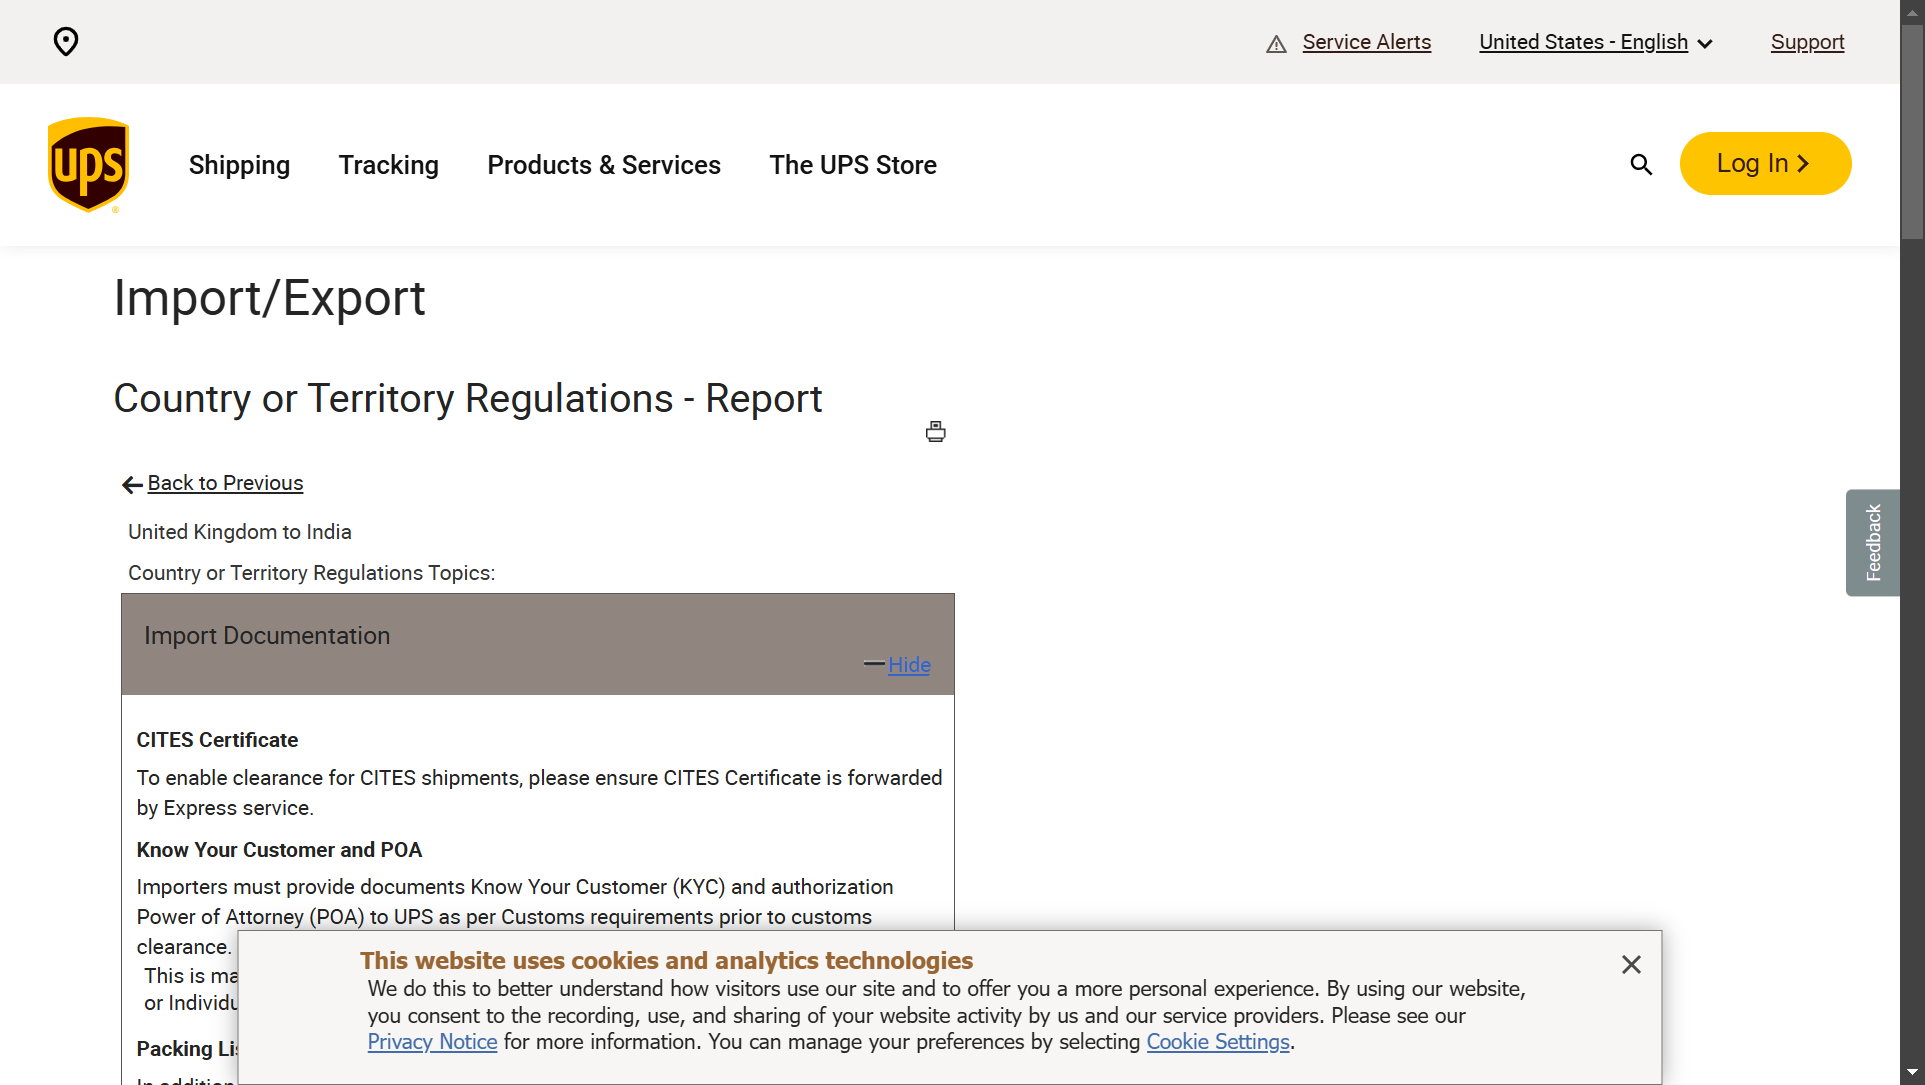 Service Alerts
United States - English
Support
ups
Shipping
Tracking
Products & Services
The UPS Store
Log In
Import/Export
Country or Territory Regulations - Report
Back to Previous
United Kingdom to India
Country or Territory Regulations Topics:
Import Documentation
Hide
CITES Certificate
To enable clearance for CITES shipments, please ensure CITES Certificate is forwarded
by Express service.
Know Your Customer and POA
Importers must provide documents Know Your Customer (KYC) and authorization
Power of Attorney (POA) to UPS as per Customs requirements prior to customs
clearance.
This is ma
or Individu
Packing Li
In addition
Feedback
This website uses cookies and analytics technologies
We do this to better understand how visitors use our site and to offer you a more personal experience. By using our website,
you consent to the recording, use, and sharing of your website activity by us and our service providers. Please see our
Privacy Notice for more information. You can manage your preferences by selecting Cookie Settings.